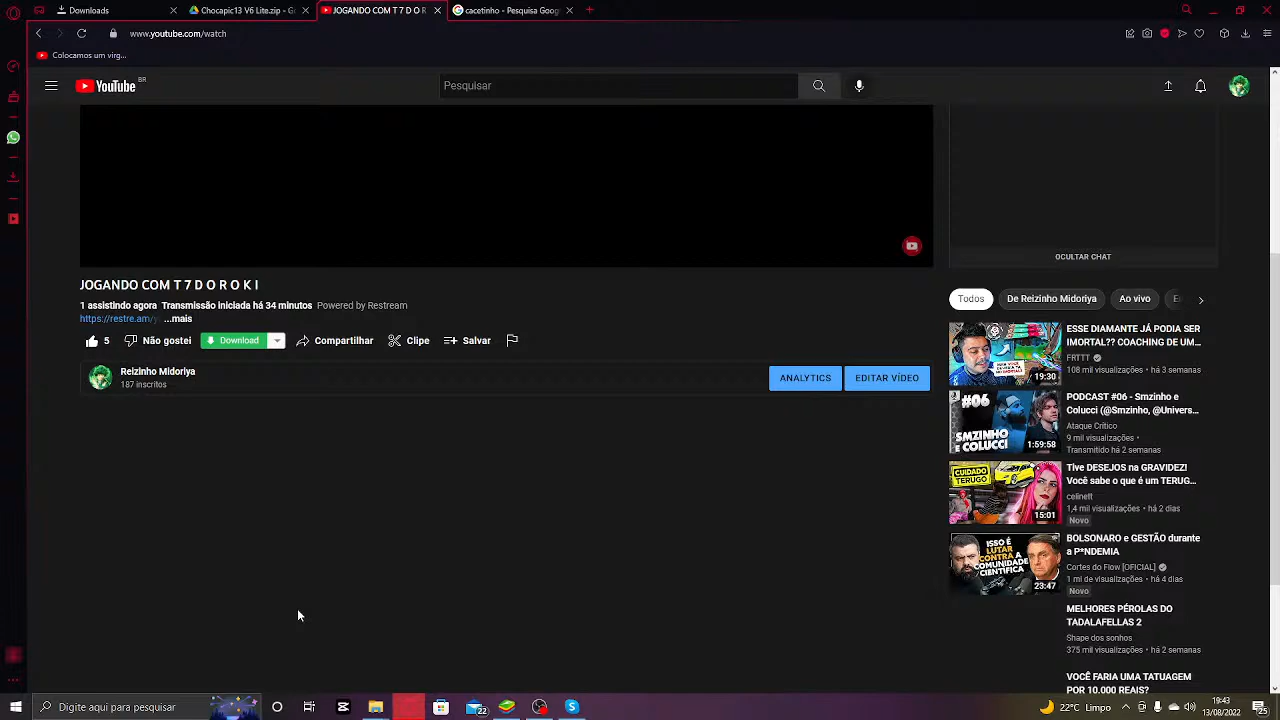 Downloads
Chocapic13 V6 Lite.zip - Go
JOGANDO COM T 7 D O R
cacetinho - Pesquisa Goog
www.youtube.com/watch
Colocamos um virg...
YouTube BR
Pesquisar
OCULTAR CHAT
JOGANDO COM T 7 D O R O K I
1 assistindo agora Transmissão iniciada há 34 minutos Powered by Restream
https://restre.am/y ...mais
5 Não gostei Download Compartilhar Clipe Salvar
Reizinho Midoriya
187 inscritos
ANALYTICS
EDITAR VÍDEO
Todos De Reizinho Midoriya Ao vivo
ESSE DIAMANTE JÁ PODIA SER
IMORTAL?? COACHING DE UM...
FRTTT
108 mil visualizações • há 3 semanas
19:30
PODCAST #06 - Smzinho e
Colucci (@Smzinho, @Univers...
Ataque Crítico
9 mil visualizações •
Transmitido há 2 semanas
#06
SMZINHO
E COLUCCI
1:59:58
Tive DESEJOS na GRAVIDEZ!
Você sabe o que é um TERUG...
celinett
1,4 mil visualizações • há 2 dias
Novo
CUIDADO
TERUGO
15:01
BOLSONARO e GESTÃO durante
a P*NDEMIA
Cortes do Flow [OFICIAL]
1 mi de visualizações • há 4 dias
Novo
ISSO É
LUTAR
CONTRA A
COMUNIDADE
CIENTÍFICA
23:47
MELHORES PÉROLAS DO
TADALAFELLAS 2
Shape dos sonhos
375 mil visualizações • há 2 semanas
VOCÊ FARIA UMA TATUAGEM
POR 10.000 REAIS?
Digite aqui para pesquisar
22
22°C Limpo
19:43
13/08/2022